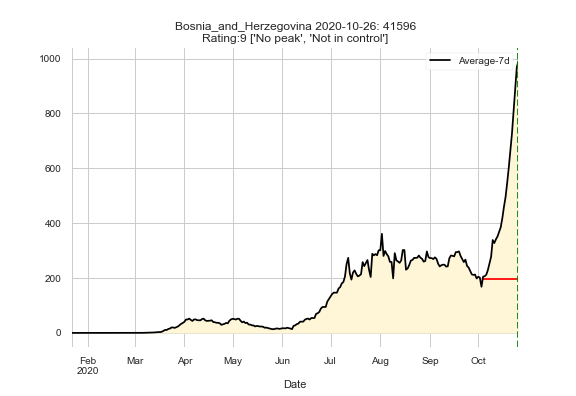 Bosnia_and_Herzegovina 2020-10-26: 41596
Rating:9 ['No peak', 'Not in control']
Average-7d
1000
800
600
400
200
0
Feb Mar Apr May Jun Jul Aug Sep Oct
2020
Date